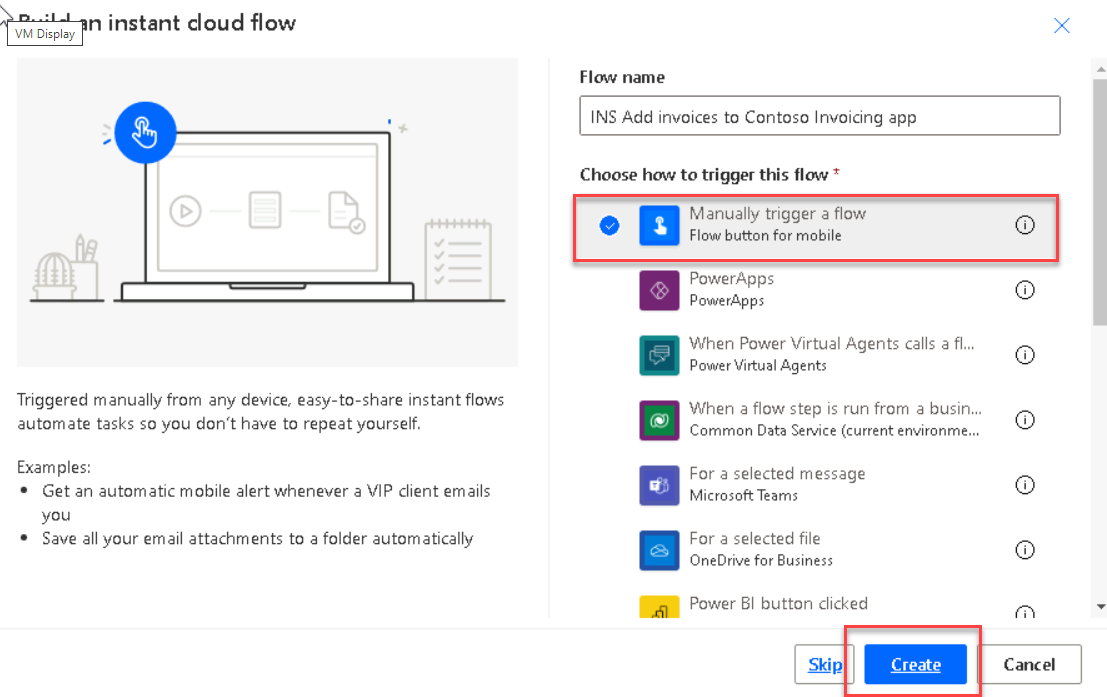 Build an instant cloud flow
VM Display
Flow name
INS Add invoices to Contoso Invoicing app
Choose how to trigger this flow *
Manually trigger a flow
Flow button for mobile
PowerApps
PowerApps
When Power Virtual Agents calls a fl...
Power Virtual Agents
When a flow step is run from a busin...
Common Data Service (current environme...
For a selected message
Microsoft Teams
For a selected file
OneDrive for Business
Power BI button clicked
Triggered manually from any device, easy-to-share instant flows
automate tasks so you don't have to repeat yourself.
Examples:
Get an automatic mobile alert whenever a VIP client emails
you
Save all your email attachments to a folder automatically
Skip
Create
Cancel